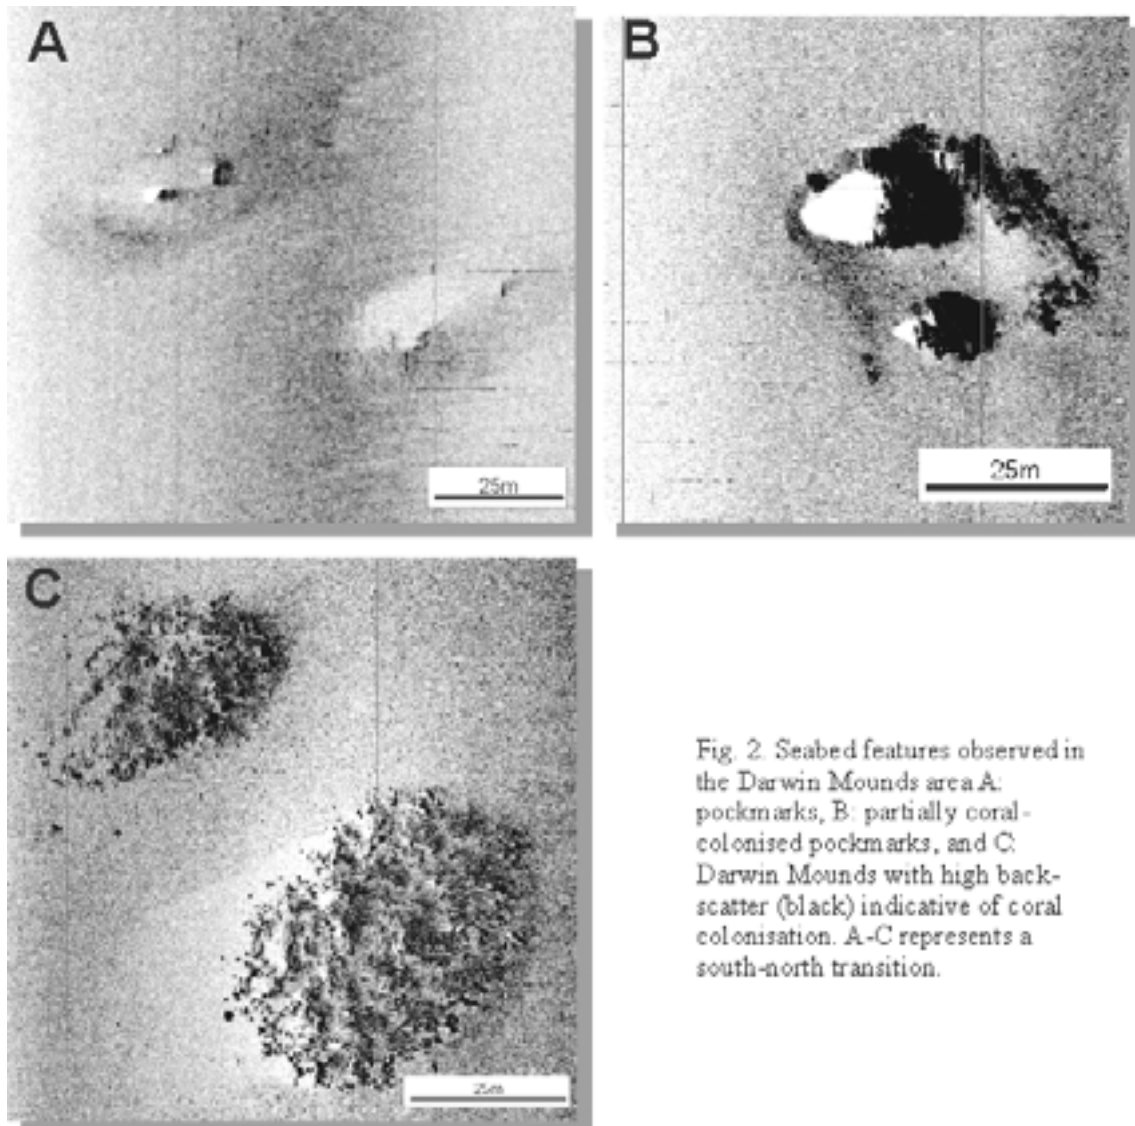 A
B
25m
25m
C
25m
Fig. 2. Seabed features observed in
the Darwin Mounds area A:
pockmarks, B: partially coral-
colonised pockmarks, and C:
Darwin Mounds with high back-
scatter (black) indicative of coral
colonisation. A-C represents a
south-north transition.